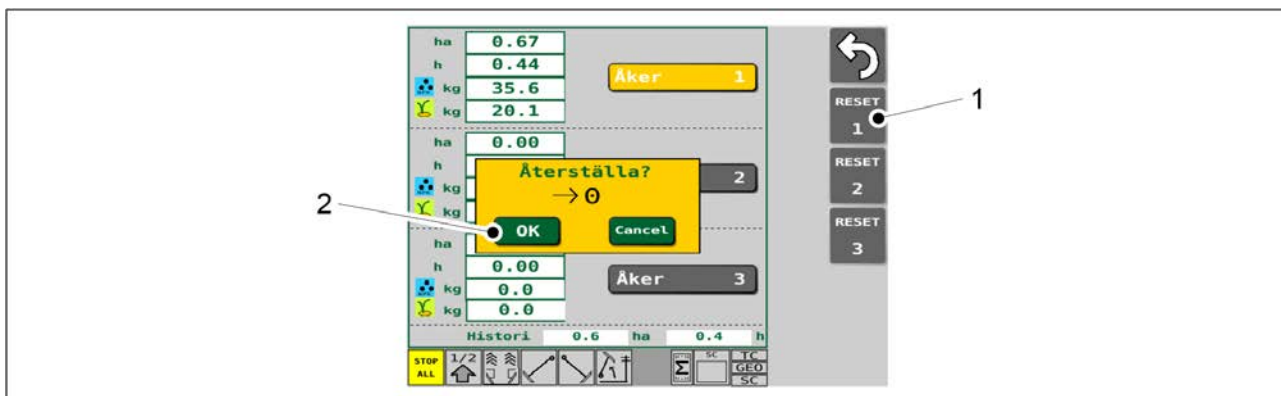 ha 0.67
h 0.44
Åker 1
kg 35.6
kg 20.1
RESET
1
1
ha 0.00
h
Återställa?
2
kg
→0
RESET
2
2
kg
OK Cancel
ha
RESET
3
h 0.00
Åker 3
kg 0.0
kg 0.0
Histori 0.6 ha 0.4 h
STOP
ALL
1/2
Σ
SC
TC
GEO
SC